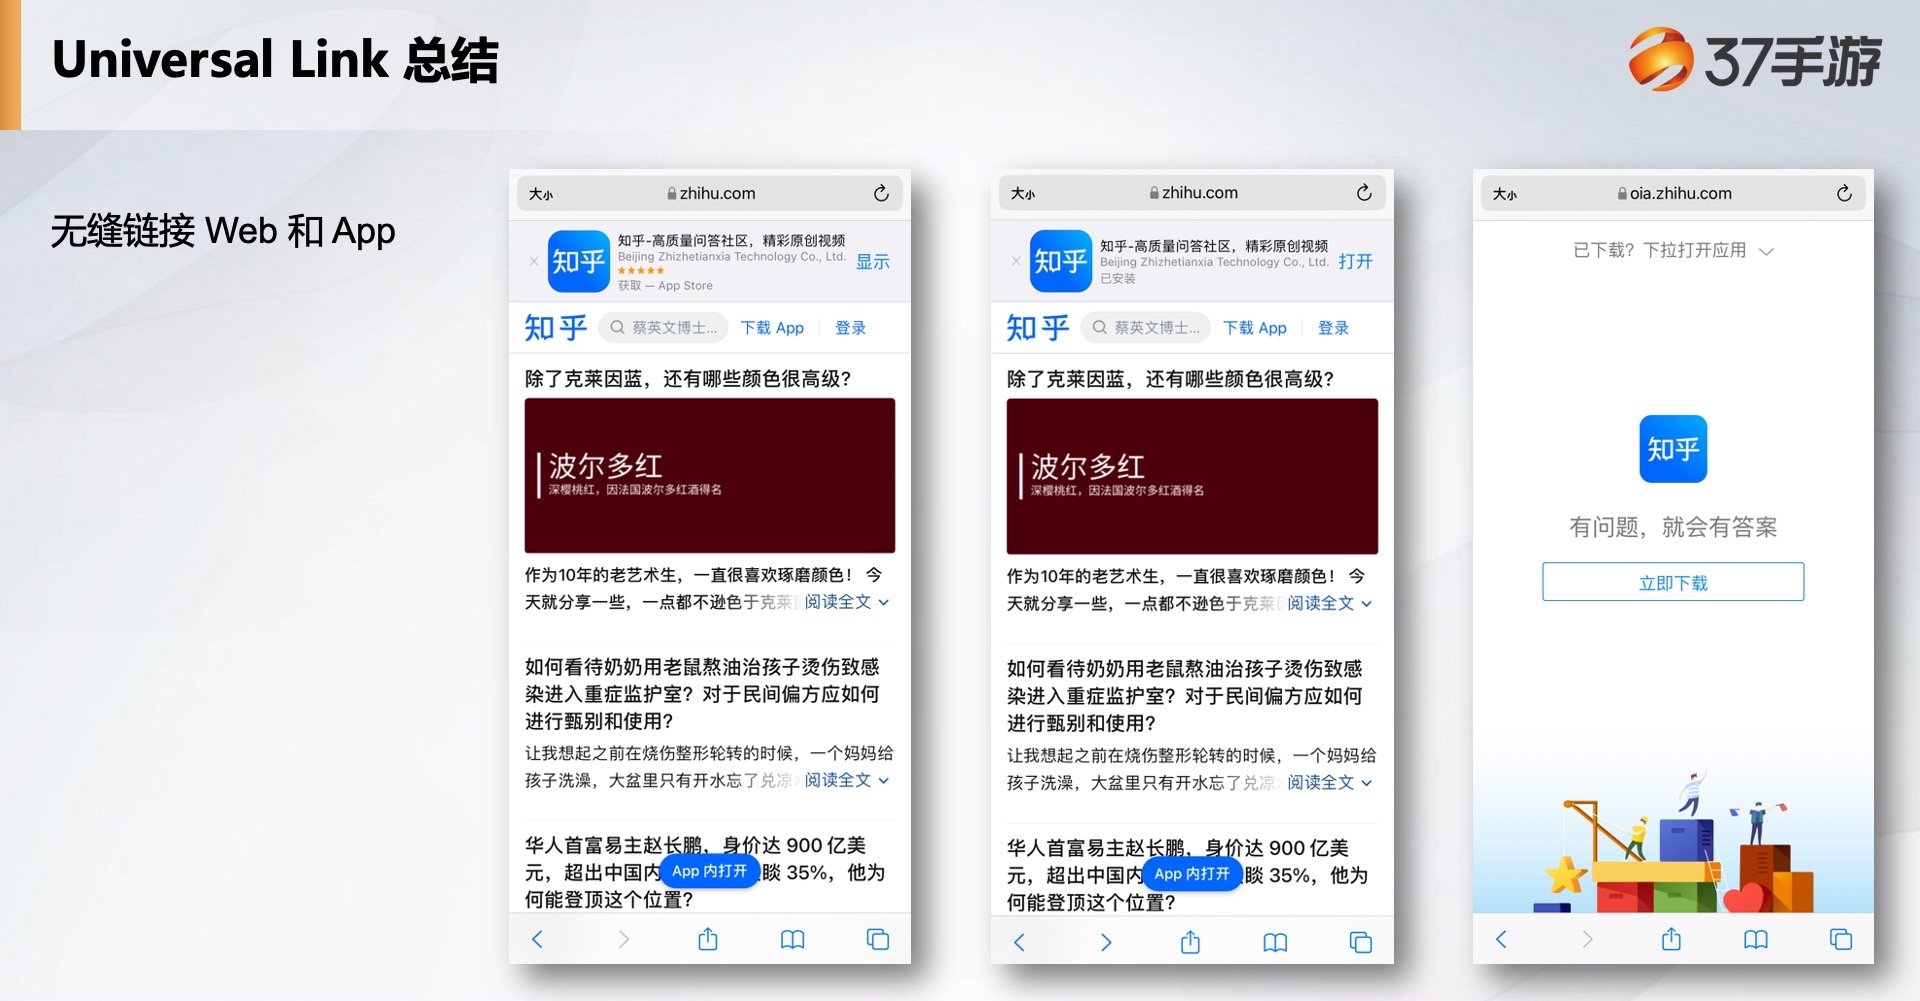 Universal Link 总结
37手游
无缝链接 Web 和 App
大小
zhihu.com
知乎
知乎-高质量问答社区，精彩原创视频
Beijing Zhizhetianxia Technology Co., Ltd.
★★★★★
获取 — App Store
显示
知乎
蔡英文博士...
下载 App
登录
除了克莱因蓝，还有哪些颜色很高级？
波尔多红
深樱桃红，因法国波尔多红酒得名
作为10年的老艺术生，一直很喜欢琢磨颜色！ 今
天就分享一些，一点都不逊色于克莱 阅读全文
如何看待奶奶用老鼠熬油治孩子烫伤致感
染进入重症监护室？对于民间偏方应如何
进行甄别和使用？
让我想起之前在烧伤整形轮转的时候，一个妈妈给
孩子洗澡，大盆里只有开水忘了兑凉 阅读全文
华人首富易主赵长鹏，身价达 900 亿美
元，超出中国内 睒 35%，他为
App 内打开
何能登顶这个位置？
大小
zhihu.com
知乎
知乎-高质量问答社区，精彩原创视频
Beijing Zhizhetianxia Technology Co., Ltd.
已安装
打开
知乎
蔡英文博士...
下载 App
登录
除了克莱因蓝，还有哪些颜色很高级？
波尔多红
深樱桃红，因法国波尔多红酒得名
作为10年的老艺术生，一直很喜欢琢磨颜色！ 今
天就分享一些，一点都不逊色于克莱 阅读全文
如何看待奶奶用老鼠熬油治孩子烫伤致感
染进入重症监护室？对于民间偏方应如何
进行甄别和使用？
让我想起之前在烧伤整形轮转的时候，一个妈妈给
孩子洗澡，大盆里只有开水忘了兑凉 阅读全文
华人首富易主赵长鹏，身价达 900 亿美
元，超出中国内 睒 35%，他为
App 内打开
何能登顶这个位置？
大小
oia.zhihu.com
已下载？下拉打开应用
知乎
有问题，就会有答案
立即下载